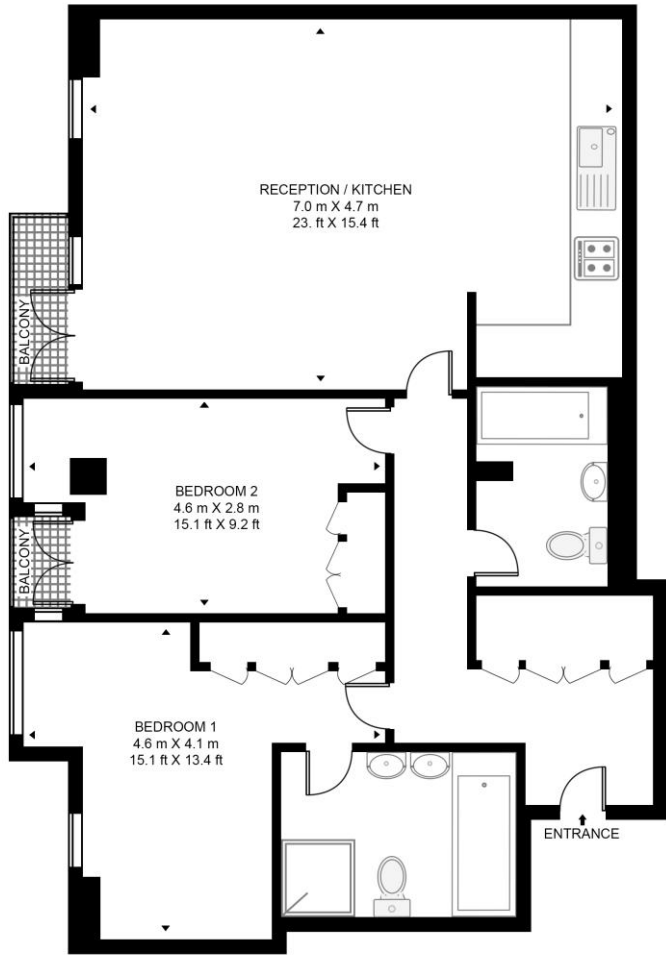 RECEPTION / KITCHEN
7.0 m X 4.7 m
23. ft X 15.4 ft
BALCONY
BEDROOM 2
4.6 m X 2.8 m
15.1 ft X 9.2 ft
BALCONY
BEDROOM 1
4.6 m X 4.1 m
15.1 ft X 13.4 ft
ENTRANCE